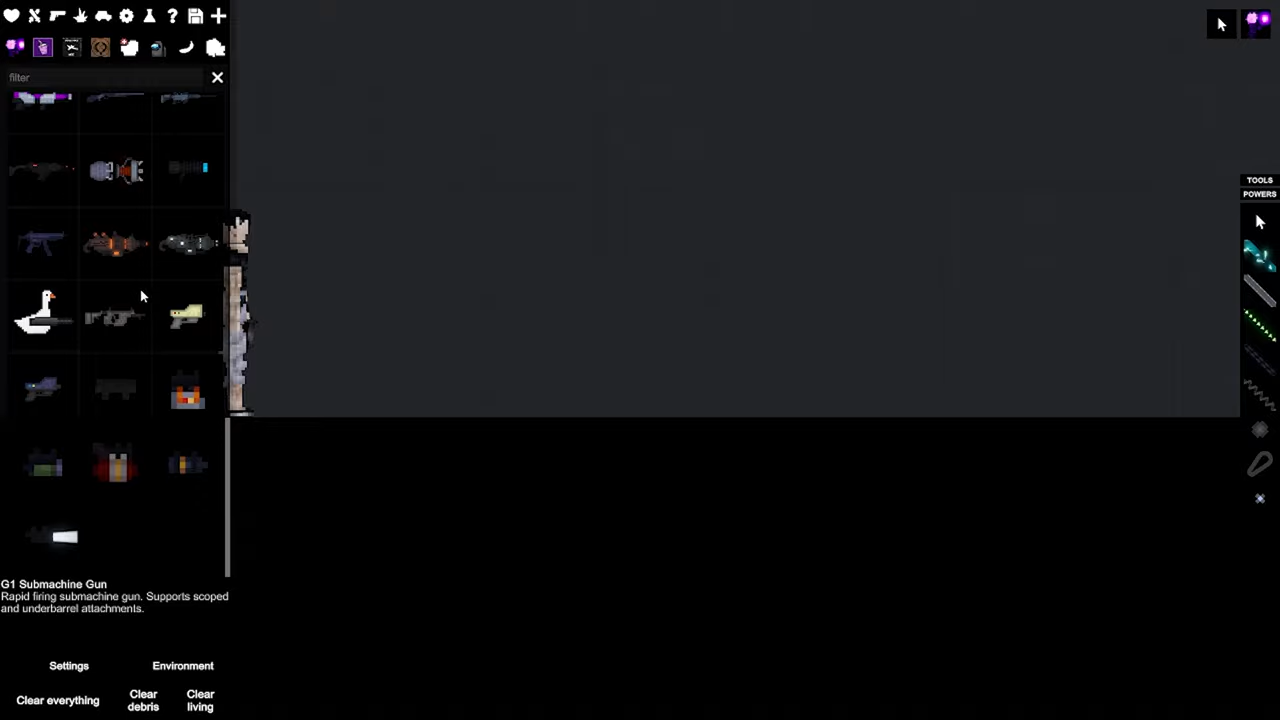 filter
TOOLS
POWERS
G1 Submachine Gun
Rapid firing submachine gun. Supports scoped
and underbarrel attachments.
Settings
Environment
Clear everything
Clear
debris
Clear
living